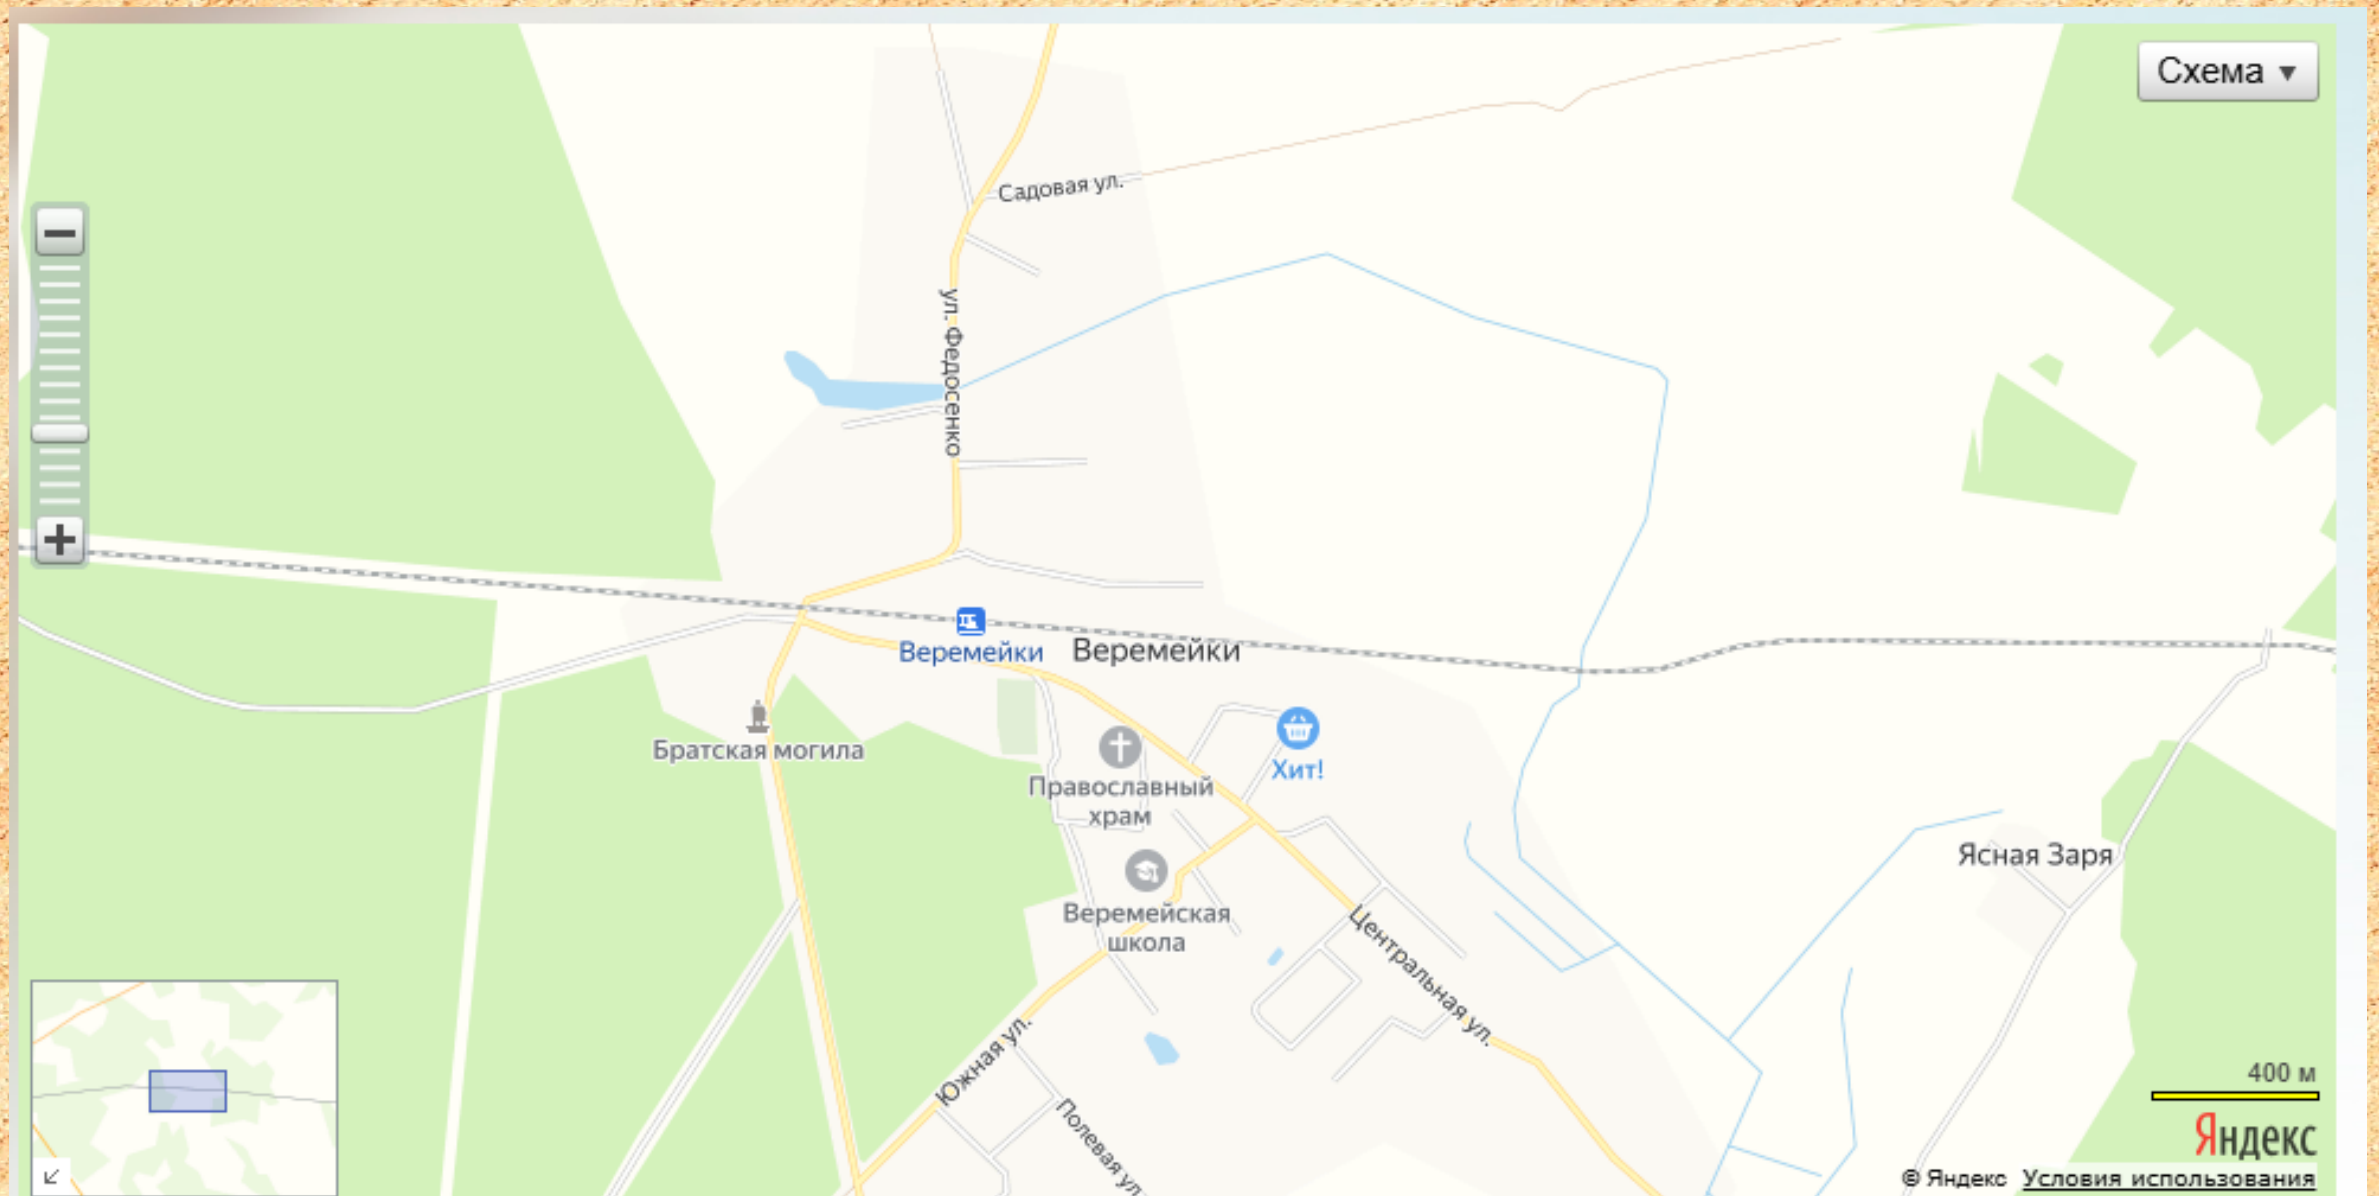 Схема
Садовая ул.
ул. Федосенко
Веремейки
Веремейки
Братская могила
Хит!
Православный
храм
Ясная Заря
Веремейская
школа
Центральная ул.
Южная ул.
Полевая ул.
400 м
Яндекс
© Яндекс Условия использования